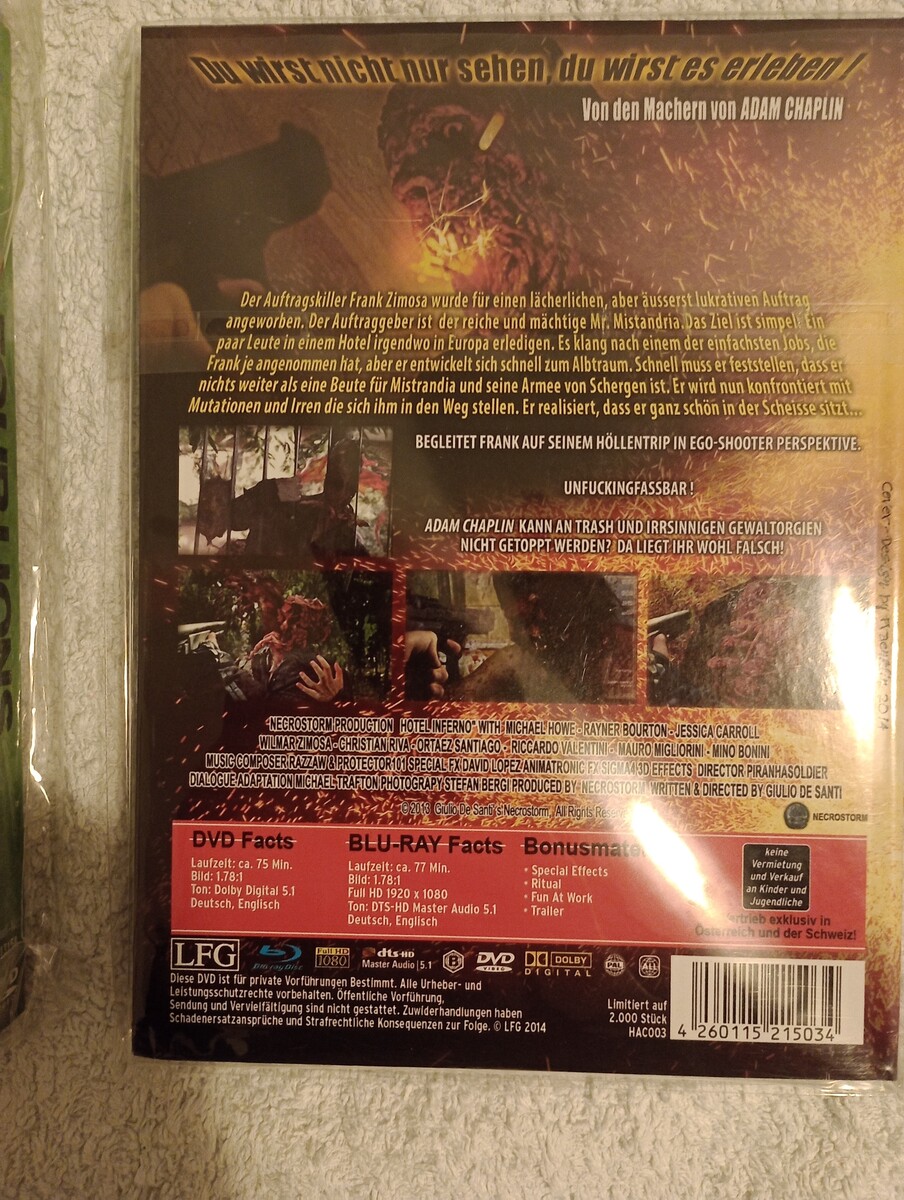 Du wirst nicht nur sehen, du wirst es erleben !
Von den Machern von ADAM CHAPLIN
Der Auftragskiller Frank Zimosa wurde für einen lächerlichen, aber äusserst lukrativen Auftrag
angeworben. Der Auftraggeber ist der reiche und mächtige Mr. Mistandria. Das Ziel ist simpel: Ein
paar Leute in einem Hotel irgendwo in Europa erledigen. Es klang nach einem der einfachsten Jobs, die
Frank je angenommen hat, aber er entwickelt sich schnell zum Albtraum. Schnell muss er feststellen, dass er
nichts weiter als eine Beute für Mistrandia und seine Armee von Schergen ist. Er wird nun konfrontiert mit
Mutationen und Irren die sich ihm in den Weg stellen. Er realisiert, dass er ganz schön in der Scheisse sitzt...
BEGLEITET FRANK AUF SEINEM HÖLLENTRIP IN EGO-SHOOTER PERSPEKTIVE.
UNFUCKINGFASSBAR !
ADAM CHAPLIN KANN AN TRASH UND IRRSINNIGEN GEWALTORGIEN
NICHT GETOPPT WERDEN? DA LIEGT IHR WOHL FALSCH!
NECROSTORM PRODUCTION "HOTEL INFERNO" WITH MICHAEL HOWE - RAYNER BOURTON - JESSICA CARROLL
WILMAR ZIMOSA - CHRISTIAN RIVA - ORTAEZ SANTIAGO - RICCARDO VALENTINI - MAURO MIGLIORINI - MINO BONINI
MUSIC COMPOSER RAZZAW & PROTECTOR101 SPECIAL FX DAVID LOPEZ ANIMATRONIC FX SIGMA4 3D EFFECTS DIRECTOR PIRANHASOLDIER
DIALOGUE ADAPTATION MICHAEL TRAFTON PHOTOGRAPY STEFAN BERGI PRODUCED BY NECROSTORM WRITTEN & DIRECTED BY GIULIO DE SANTI
© 2013 Giulio De Santi's Necrostorm, All Rights
NECROSTORM
Cover-Design by
2014
DVD Facts
Laufzeit: ca. 75 Min.
Bild: 1.78:1
Ton: Dolby Digital 5.1
Deutsch, Englisch
BLU-RAY Facts
Laufzeit: ca. 77 Min.
Bild: 1.78:1
Full HD 1920 x 1080
Ton: DTS-HD Master Audio 5.1
Deutsch, Englisch
Bonusmate
• Special Effects
• Ritual
• Fun At Work
• Trailer
keine
Vermietung
und Verkauf
an Kinder und
Jugendliche
ertrieb exklusiv in
Österreich und der Schweiz!
LFG
Blu-ray Disc
Full HD
1080
dts-HD
Master Audio | 5.1
B
DVD
VIDEO
DOLBY
DIGITAL
PAL
ALL
Diese DVD ist für private Vorführungen Bestimmt. Alle Urheber- und
Leistungsschutzrechte vorbehalten. Öffentliche Vorführung,
Sendung und Vervielfältigung sind nicht gestattet. Zuwiderhandlungen haben
Schadenersatzansprüche und Strafrechtliche Konsequenzen zur Folge. © LFG 2014
Limitiert auf
2.000 Stück
HAC003
4 260115 215034